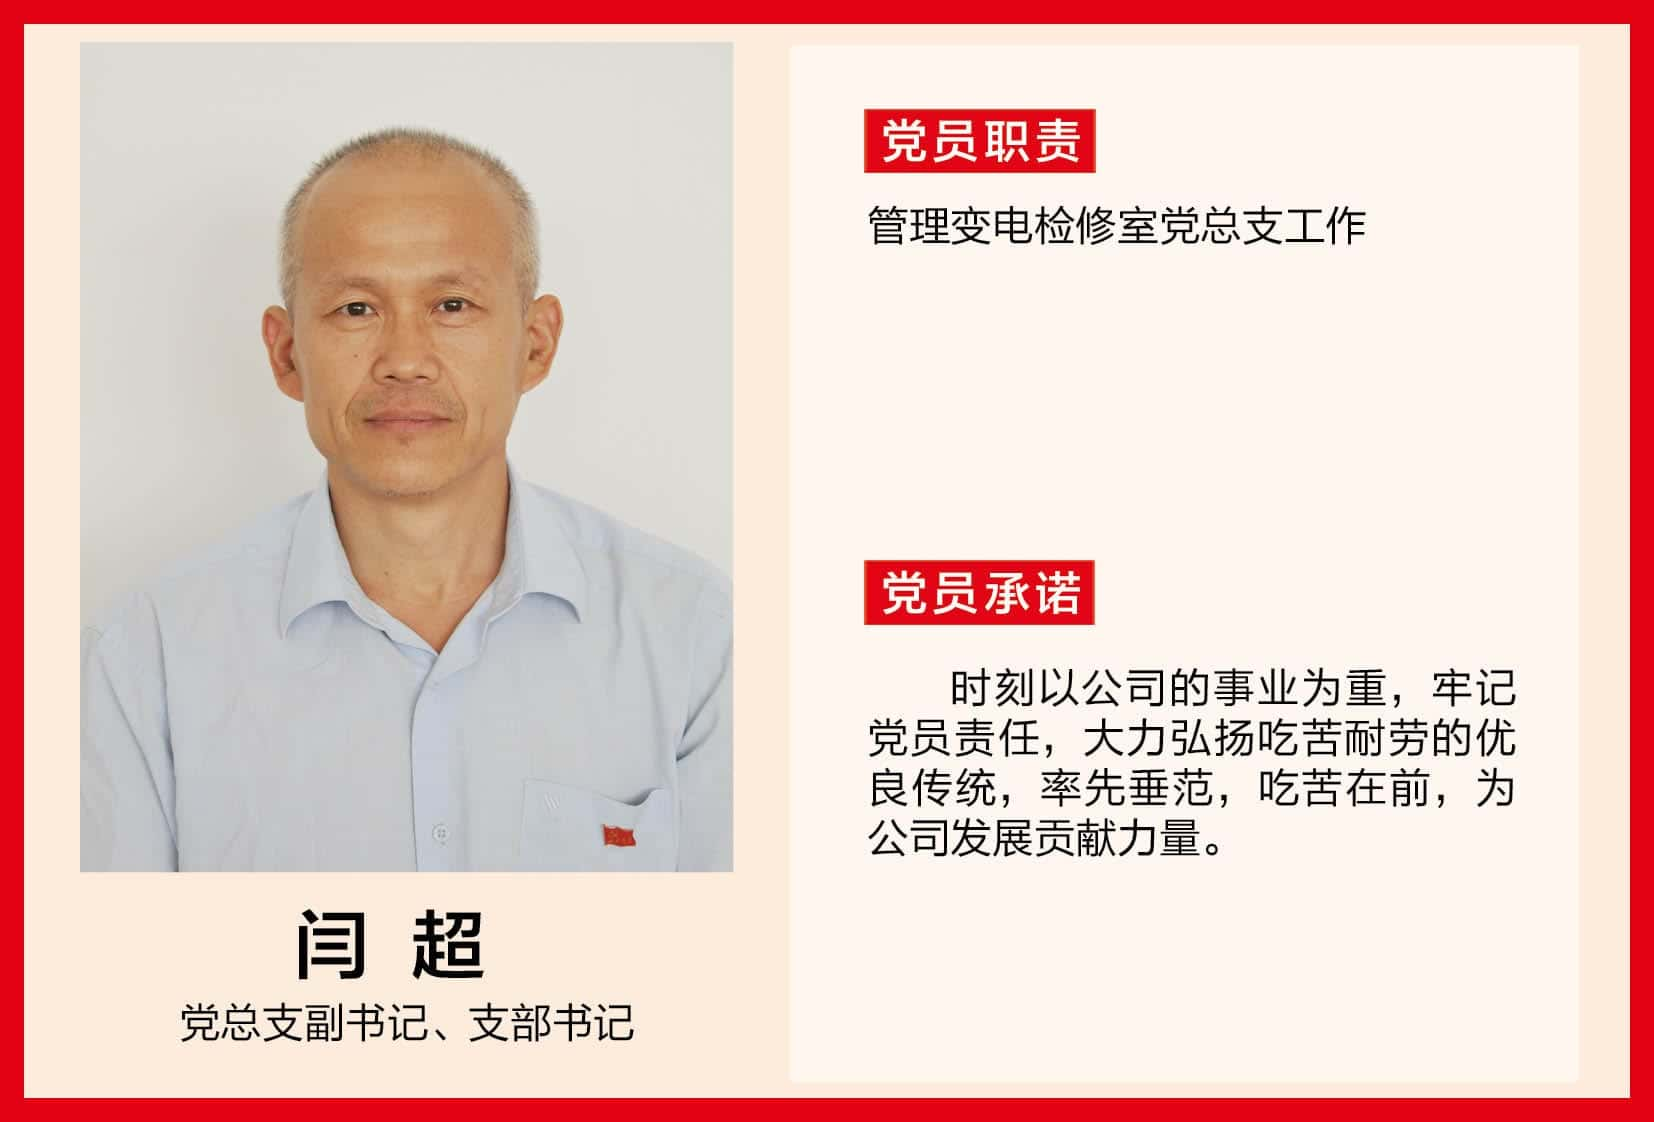 党员职责
管理变电检修室党总支工作
党员承诺
时刻以公司的事业为重，牢记
党员责任，大力弘扬吃苦耐劳的优
良传统，率先垂范，吃苦在前，为
公司发展贡献力量。
闫 超
党总支副书记、支部书记